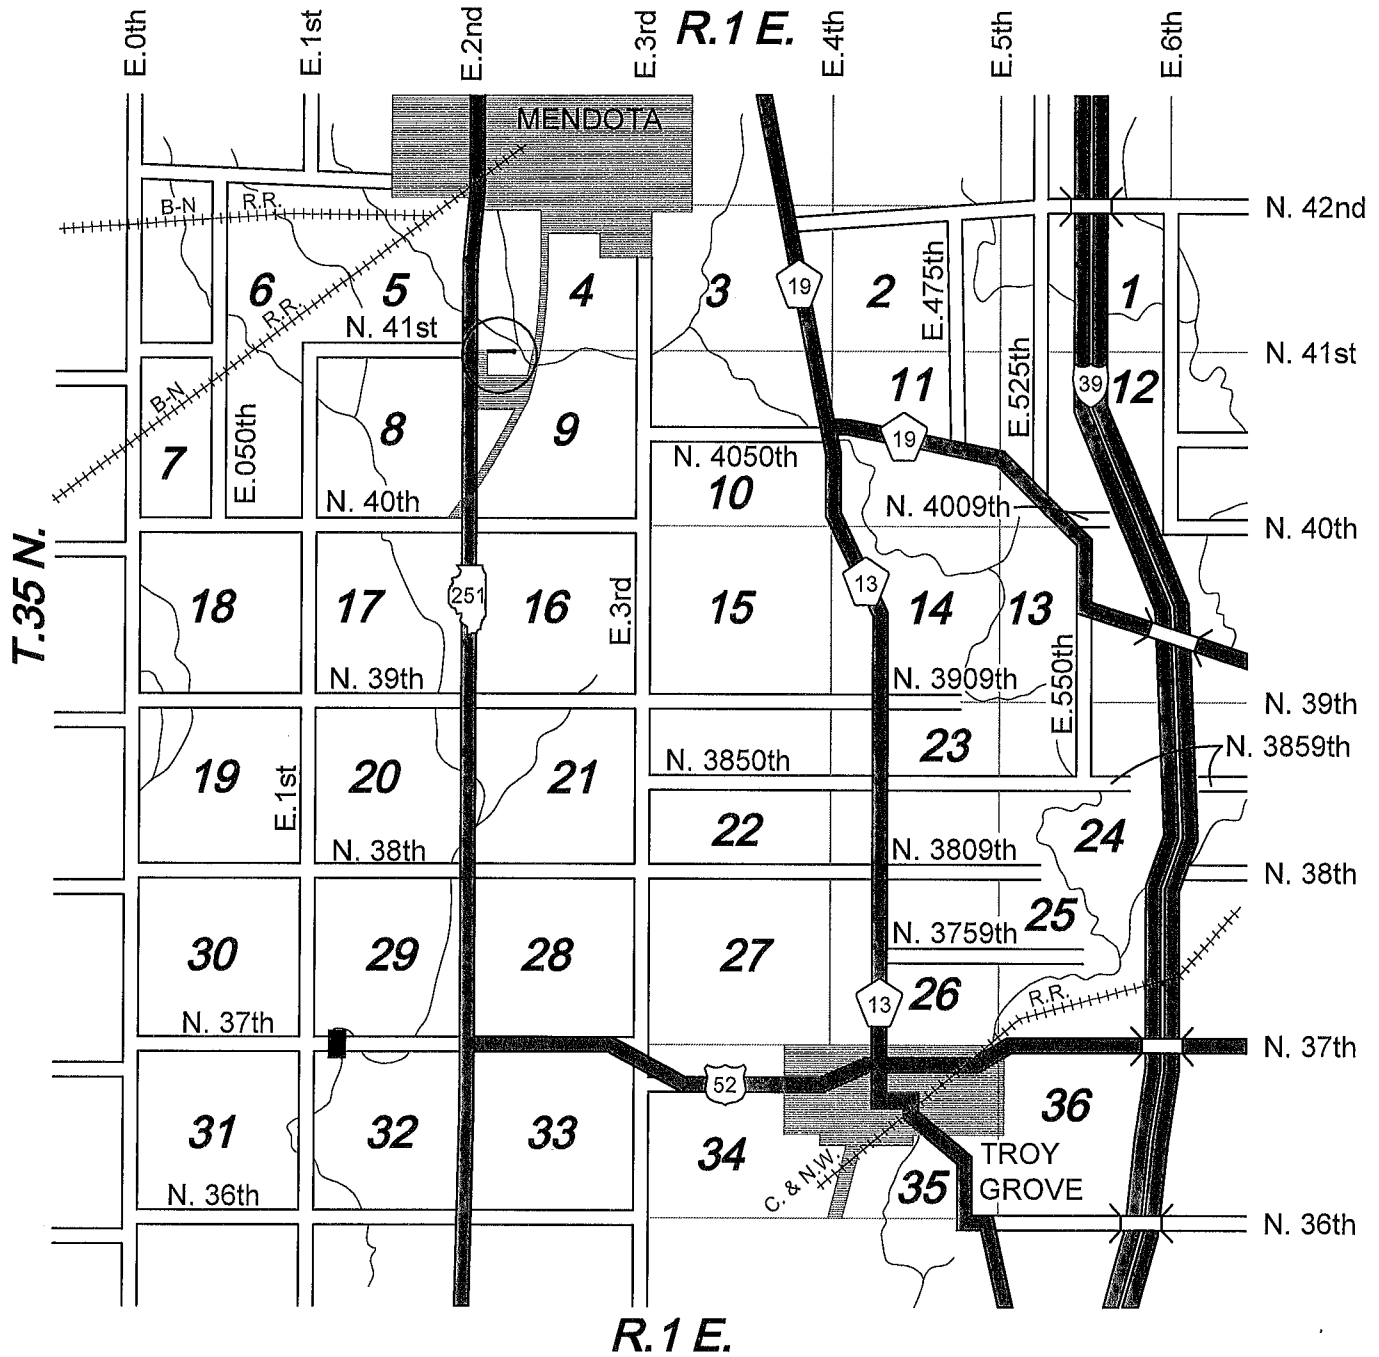 E.0th
E.1st
E.2nd
E.3rd
R.1 E.
E.4th
E.5th
E.6th
MENDOTA
B-N
R.R.
N. 42nd
6
5
4
3
19
2
E.475th
1
R.R.
N. 41st
N. 41st
B-N
E.050th
7
8
9
11
E.525th
39
12
19
N. 4050th
10
N. 40th
N. 4009th
N. 40th
T.35 N.
18
17
251
16
E.3rd
15
13
14
13
N. 39th
N. 3909th
E.550th
N. 39th
19
E.1st
20
21
N. 3850th
23
N. 3859th
22
24
N. 38th
N. 3809th
N. 38th
30
29
28
27
25
N. 3759th
26
13
R.R.
N. 37th
N. 37th
52
31
32
33
34
36
C. & N.W.
35
TROY
GROVE
N. 36th
N. 36th
R.1 E.